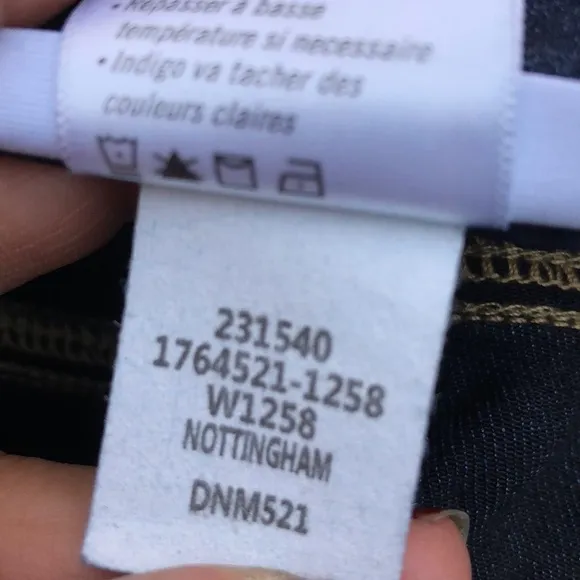 • Repasser à basse
température si necessaire
• Indigo va tacher des
couleurs claires
231540
1764521-1258
W1258
NOTTINGHAM
DNM521